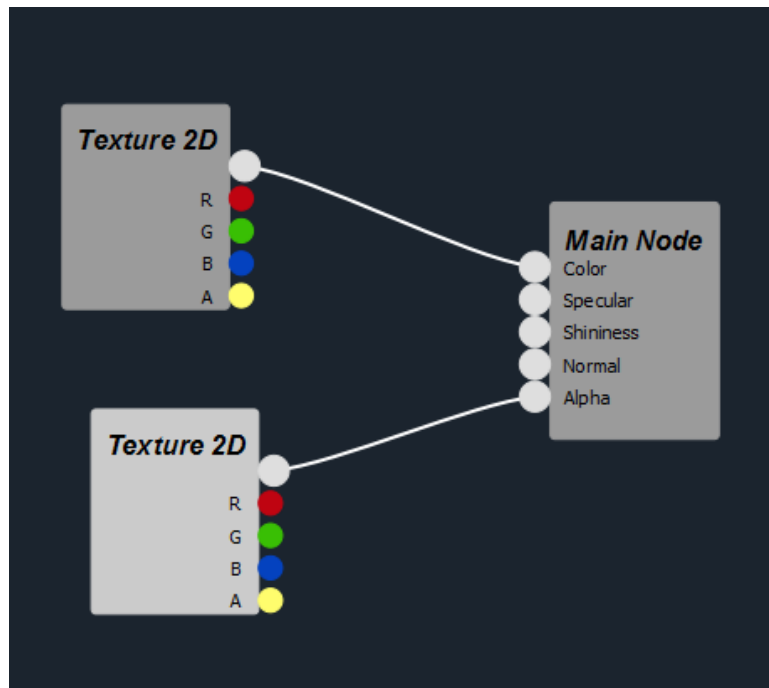 Texture 2D
R
G
B
A
Main Node
Color
Specular
Shininess
Normal
Alpha
Texture 2D
R
G
B
A